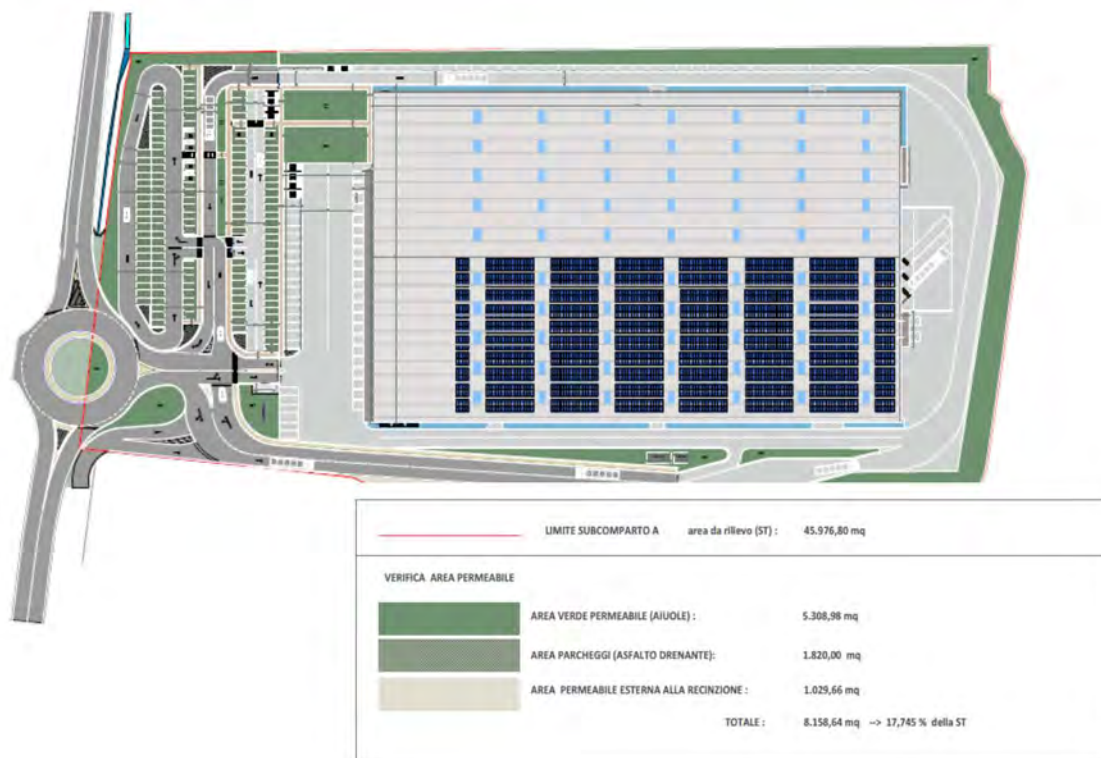 LIMITE SUBCOMPARTO A area da rilievo (ST) : 45.976,80 mq
VERIFICA AREA PERMEABILE
AREA VERDE PERMEABILE (AIUOLE) : 5.308,98 mq
AREA PARCHEGGI (ASFALTO DRENANTE): 1.820,00 mq
AREA PERMEABILE ESTERNA ALLA RECINZIONE : 1.029,66 mq
TOTALE : 8.158,64 mq --> 17,745 % della ST